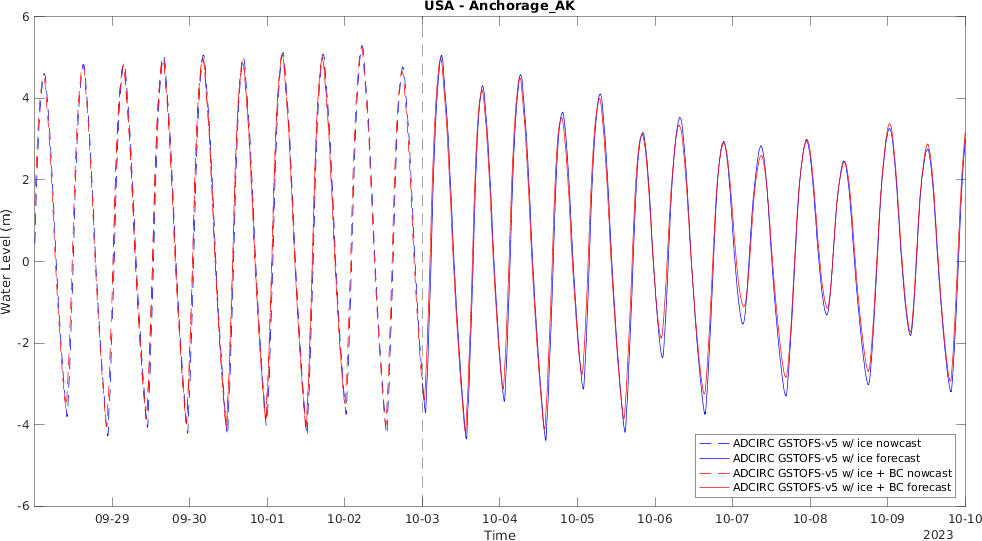 USA - Anchorage_AK
6
4
2
0
-2
-4
-6
Water Level (m)
ADCIRC GSTOFS-v5 w/ ice nowcast
ADCIRC GSTOFS-v5 w/ ice forecast
ADCIRC GSTOFS-v5 w/ ice + BC nowcast
ADCIRC GSTOFS-v5 w/ ice + BC forecast
09-29 09-30 10-01 10-02 10-03 10-04 10-05 10-06 10-07 10-08 10-09 10-10
Time
2023